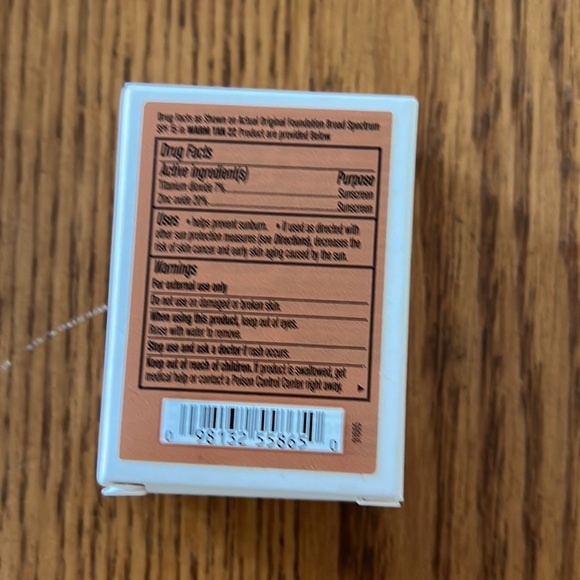 Drug Facts as Shown on Actual Original Foundation Broad Spectrum
SPF 15 in WARM TAN 22 Product are provided Below
Drug Facts
Active Ingredient(s) Purpose
Titanium dioxide 7% Sunscreen
Zinc oxide 20% Sunscreen
Uses • helps prevent sunburn. • if used as directed with
other sun protection measures (see Directions), decreases the
risk of skin cancer and early skin aging caused by the sun.
Warnings
For external use only
Do not use on damaged or broken skin.
When using this product, keep out of eyes.
Rinse with water to remove.
Stop use and ask a doctor if rash occurs.
Keep out of reach of children. If product is swallowed, get
medical help or contact a Poison Control Center right away.
0 98132 55865 0